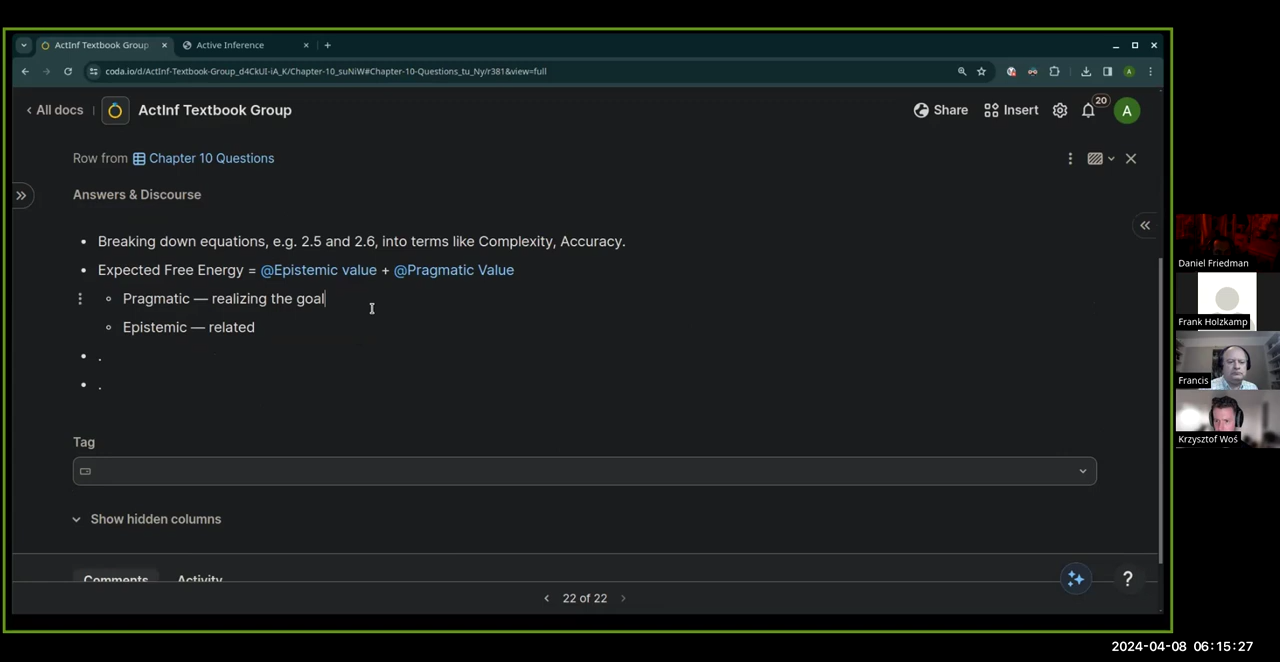 ActInf Textbook Group
Active Inference
coda.io/d/ActInf-Textbook-Group_d4CkUI-iA_K/Chapter-10_suNiW#Chapter-10-Questions_tu_Ny/r381&view=full
All docs
ActInf Textbook Group
Share
Insert
20
A
Row from Chapter 10 Questions
Answers & Discourse
• Breaking down equations, e.g. 2.5 and 2.6, into terms like Complexity, Accuracy.
• Expected Free Energy = @Epistemic value + @Pragmatic Value
◦ Pragmatic — realizing the goal
◦ Epistemic — related
• .
• .
Tag
Show hidden columns
Comments Activity
22 of 22
?
Daniel Friedman
Frank Holzkamp
Francis
Krzysztof Woś
2024-04-08 06:15:27